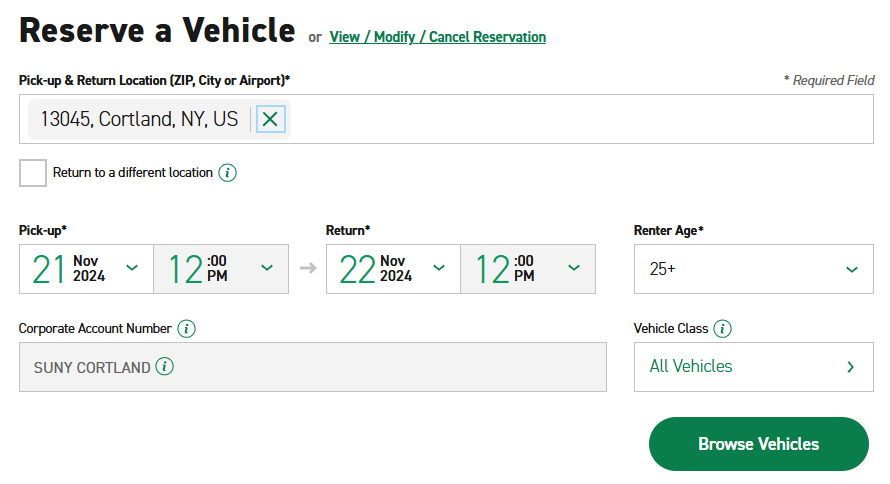 Reserve a Vehicle or View / Modify / Cancel Reservation
Pick-up & Return Location (ZIP, City or Airport)* * Required Field
13045, Cortland, NY, US
Return to a different location i
Pick-up* Return* Renter Age*
21 Nov 2024 12 :00 PM 22 Nov 2024 12 :00 PM 25+
Corporate Account Number i Vehicle Class i
SUNY CORTLAND i All Vehicles
Browse Vehicles